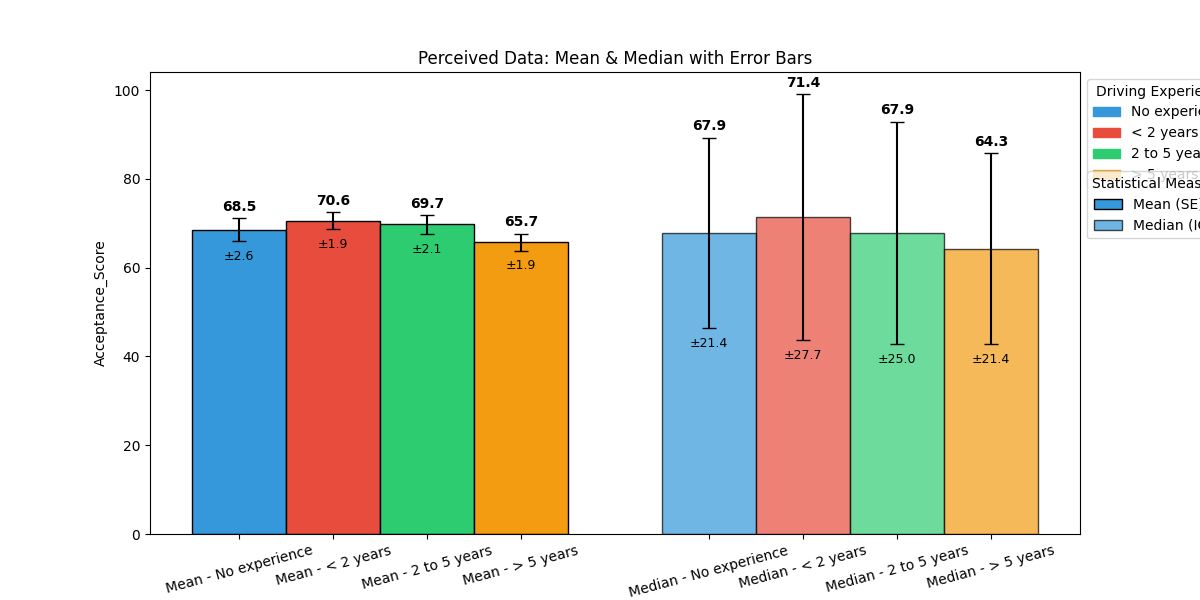 Perceived Data: Mean & Median with Error Bars
Acceptance_Score
100
80
60
40
20
0
68.5
±2.6
70.6
±1.9
69.7
±2.1
65.7
±1.9
67.9
±21.4
71.4
±27.7
67.9
±25.0
64.3
±21.4
Mean - No experience
Mean - < 2 years
Mean - 2 to 5 years
Mean - > 5 years
Median - No experience
Median - < 2 years
Median - 2 to 5 years
Median - > 5 years
Driving Experie
No experie
< 2 years
2 to 5 yea
> 5 years
Statistical Meas
Mean (SE)
Median (I